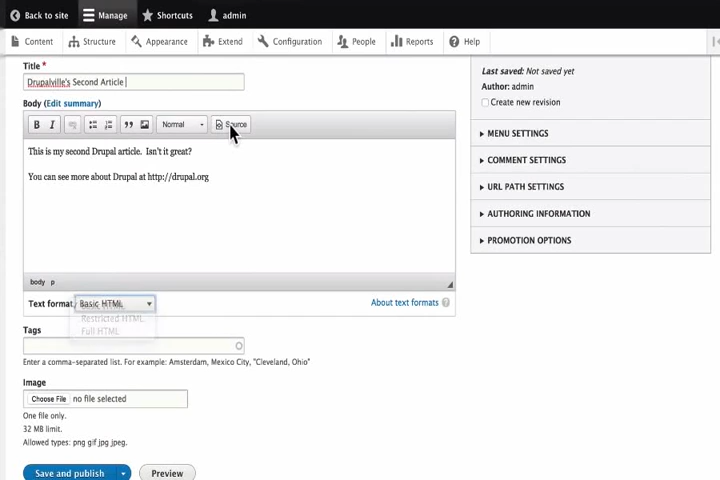 Back to site Manage Shortcuts admin
Content Structure Appearance Extend Configuration People Reports Help
Title *
Drupalville's Second Article
Body (Edit summary)
B I Normal Source
This is my second Drupal article. Isn't it great?
You can see more about Drupal at http://drupal.org
body p
Text format Basic HTML About text formats
Restricted HTML
Full HTML
Tags
Enter a comma-separated list. For example: Amsterdam, Mexico City, "Cleveland, Ohio"
Image
Choose File no file selected
One file only.
32 MB limit.
Allowed types: png gif jpg jpeg.
Save and publish Preview
Last saved: Not saved yet
Author: admin
Create new revision
MENU SETTINGS
COMMENT SETTINGS
URL PATH SETTINGS
AUTHORING INFORMATION
PROMOTION OPTIONS